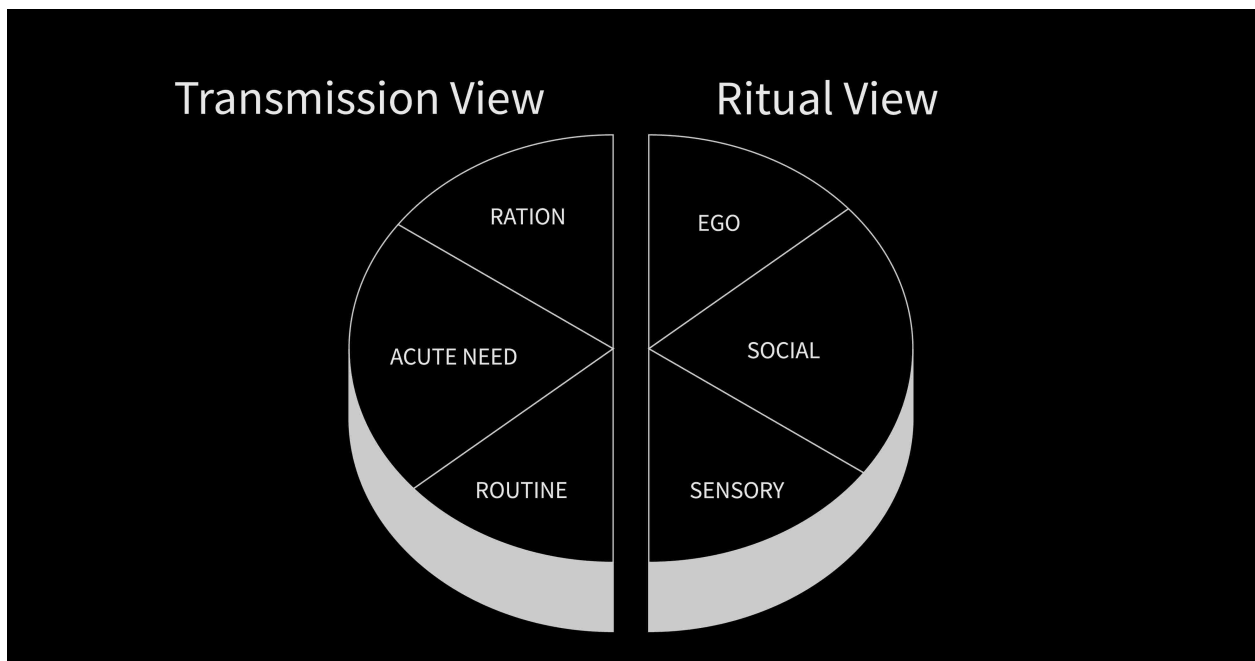 Transmission View
Ritual View
RATION
EGO
ACUTE NEED
SOCIAL
ROUTINE
SENSORY